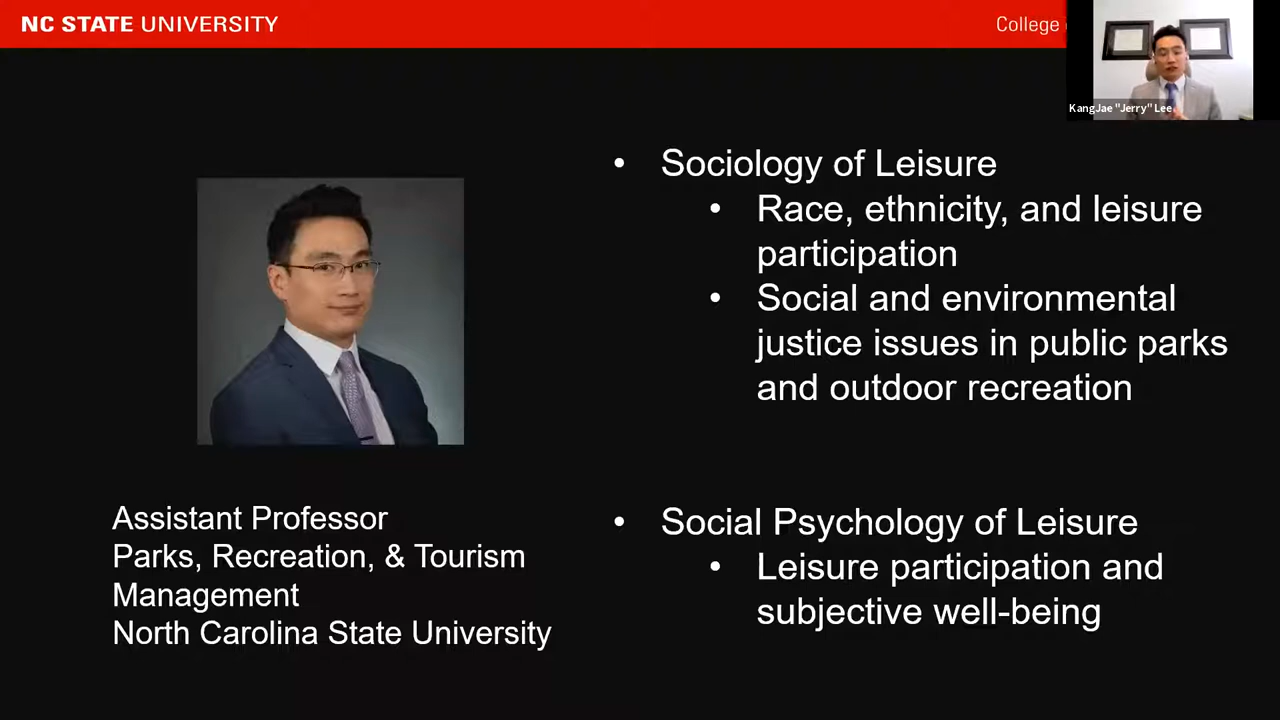 NC STATE UNIVERSITY
College
KangJae "Jerry" Lee
• Sociology of Leisure
• Race, ethnicity, and leisure
participation
• Social and environmental
justice issues in public parks
and outdoor recreation
Assistant Professor
Parks, Recreation, & Tourism
Management
North Carolina State University
• Social Psychology of Leisure
• Leisure participation and
subjective well-being